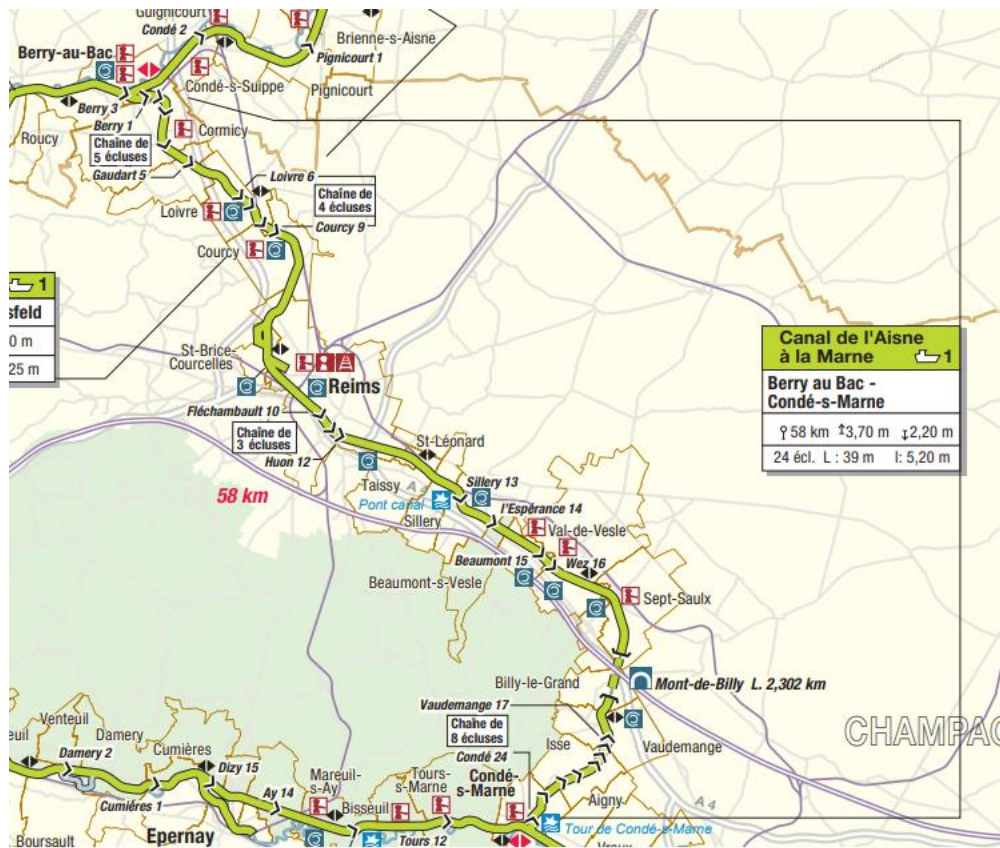 Guignicourt
Condé 2
Brienne-s-Aisne
Berry-au-Bac
Pignicourt 1
Condé-s-Suippe
Pignicourt
Berry 3
Berry 1
Roucy
Cormicy
Chaîne de
5 écluses
Gaudart 5
Loivre 6
Chaîne de
4 écluses
Loivre
Courcy 9
Courcy
1
sfeld
0 m
25 m
Canal de l'Aisne
à la Marne
1
Berry au Bac -
Condé-s-Marne
58 km 3,70 m 2,20 m
24 écl. L : 39 m l: 5,20 m
St-Brice-
Courcelles
Reims
Fléchambault 10
Chaîne de
3 écluses
Huon 12
St-Léonard
Taissy
A 4
Sillery 13
58 km
Pont canal
l'Espérance 14
Sillery
Val-de-Vesle
Beaumont 15
Wez 16
Beaumont-s-Vesle
Sept-Saulx
Billy-le-Grand
Mont-de-Billy L. 2,302 km
Vaudemange 17
Chaîne de
8 écluses
Isse
Vaudemange
CHAMPAG
Condé 24
Venteuil
euil
Damery
Damery 2
Cumières
Dizy 15
Mareuil-
s-Ay
Tours-
s-Marne
Condé-
s-Marne
Ay 14
Bisseuil
Aigny
A 4
Cumières 1
Boursault
Epernay
Tours 12
Tour de Condé-s-Marne
Vraux